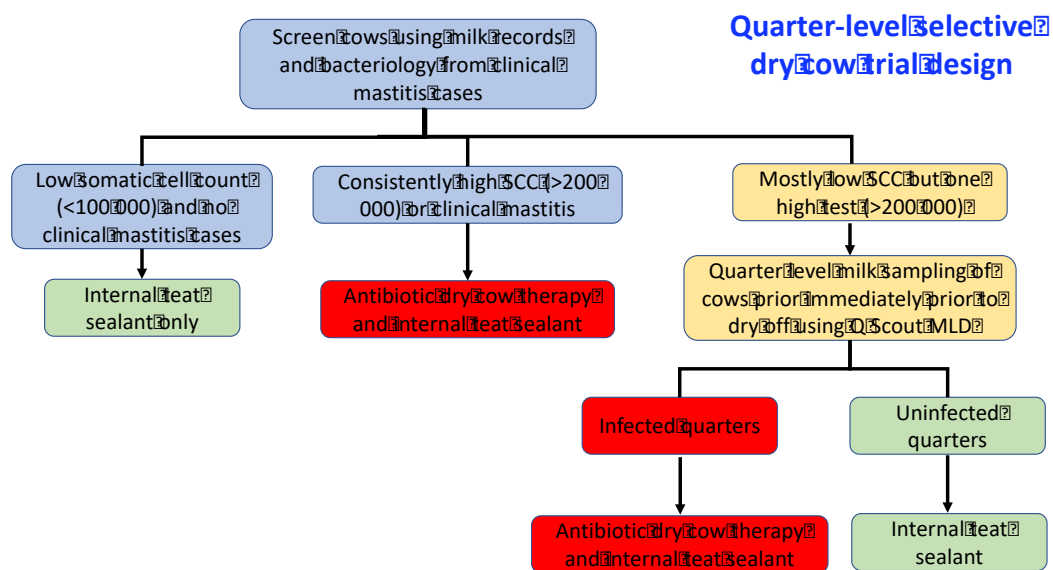 Quarter-level selective
dry cow trial design
Screen cows using milk records
and bacteriology from clinical
mastitis cases
Low somatic cell count
(<100 000) and no
clinical mastitis cases
Consistently high SCC (>200
000) or clinical mastitis
Mostly low SCC but one
high test (>200 000)
Internal teat
sealant only
Antibiotic dry cow therapy
and internal teat sealant
Quarter level milk sampling of
cows prior immediately prior to
dry off using Q Scout MLD
Infected quarters
Uninfected
quarters
Antibiotic dry cow therapy
and internal teat sealant
Internal teat
sealant